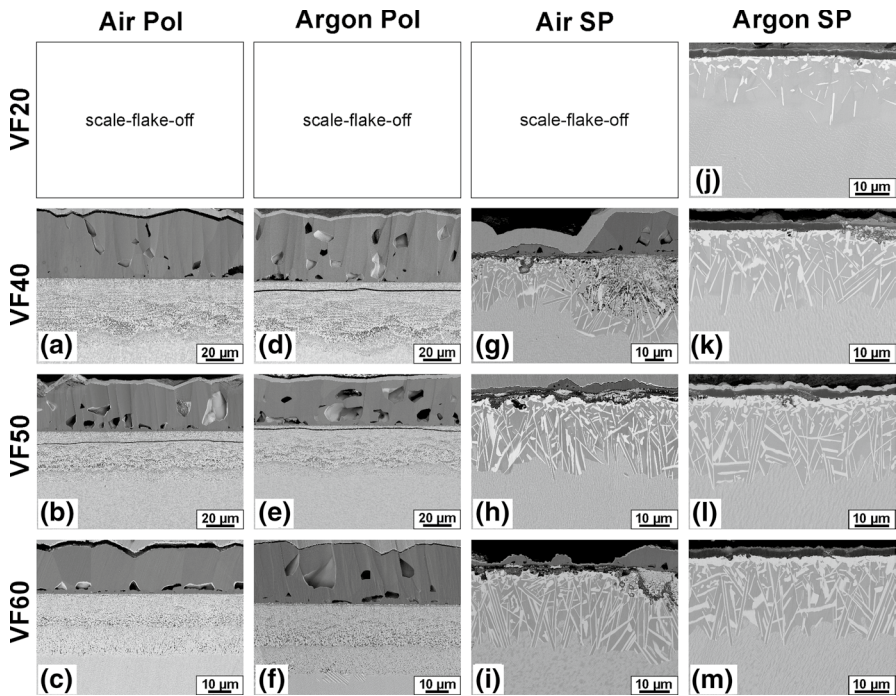 Air Pol Argon Pol Air SP Argon SP
VF20
scale-flake-off scale-flake-off scale-flake-off
(j) 10 µm
VF40
(a) 20 µm (d) 20 µm (g) 10 µm (k) 10 µm
VF50
(b) 20 µm (e) 20 µm (h) 10 µm (l) 10 µm
VF60
(c) 10 µm (f) 10 µm (i) 10 µm (m) 10 µm